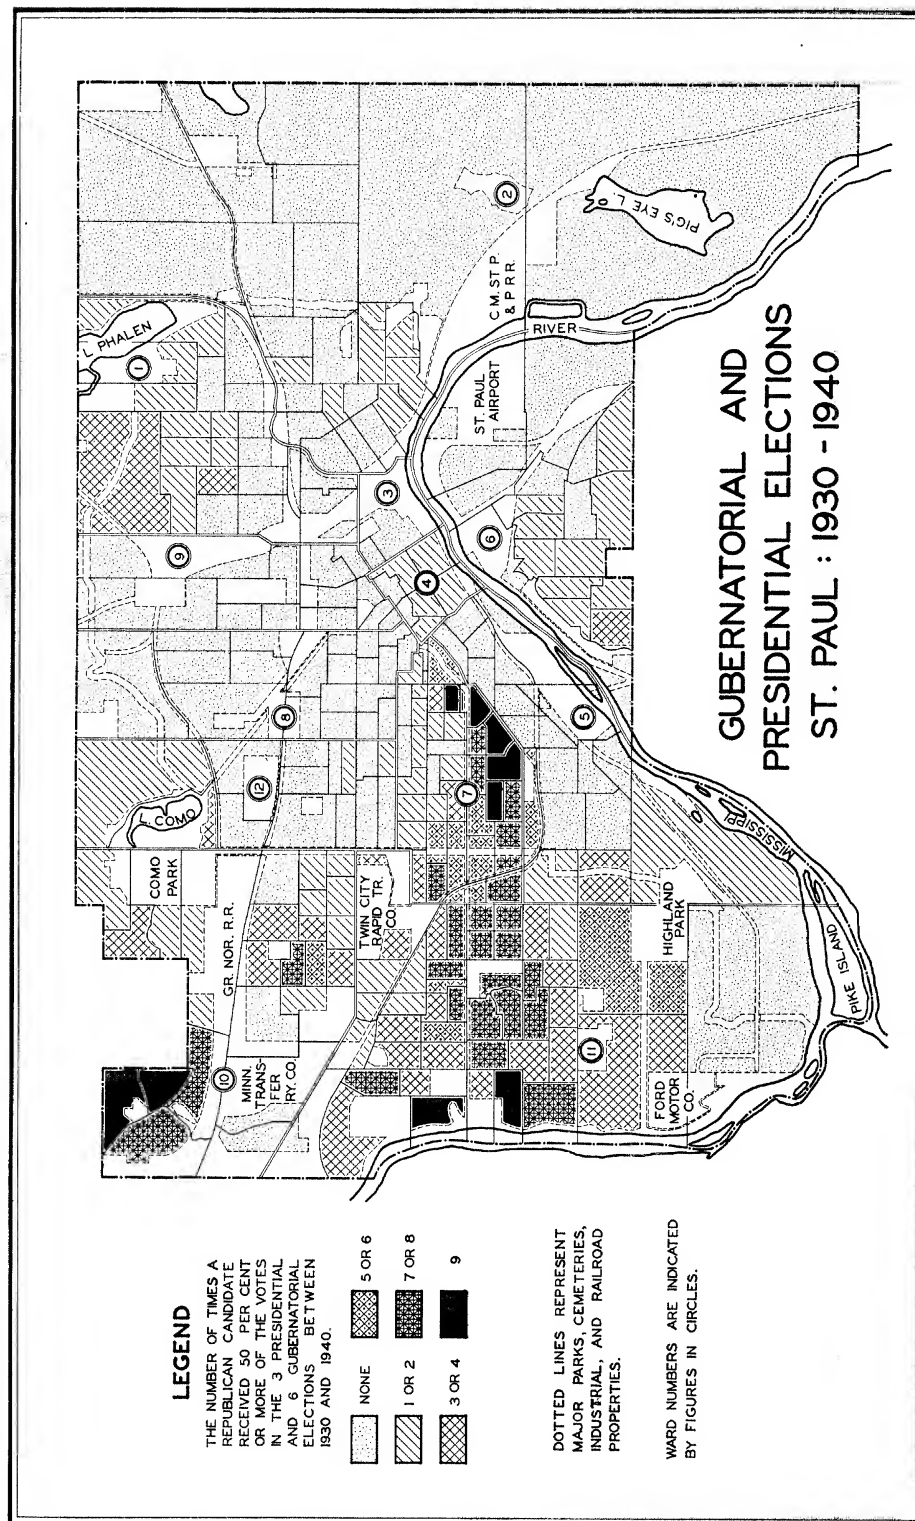 GUBERNATORIAL AND
PRESIDENTIAL ELECTIONS
ST. PAUL : 1930 - 1940
LEGEND
THE NUMBER OF TIMES A
REPUBLICAN CANDIDATE
RECEIVED 50 PER CENT
OR MORE OF THE VOTES
IN THE 3 PRESIDENTIAL
AND 6 GUBERNATORIAL
ELECTIONS BETWEEN
1930 AND 1940.
NONE
1 OR 2
3 OR 4
5 OR 6
7 OR 8
9
DOTTED LINES REPRESENT
MAJOR PARKS, CEMETERIES,
INDUSTRIAL, AND RAILROAD
PROPERTIES.
WARD NUMBERS ARE INDICATED
BY FIGURES IN CIRCLES.
L. PHALEN
1
2
PIG'S EYE L.
C. M. ST P
& P R R.
RIVER
ST. PAUL
AIRPORT
3
9
4
6
8
12
L. COMO
COMO
PARK
7
5
GR. NOR. R.R.
TWIN CITY
RAPID TR.
CO.
HIGHLAND
PARK
MISSISSIPPI
PIKE ISLAND
10
MINN.
TRANS-
FER
RY. CO.
11
FORD
MOTOR
CO.